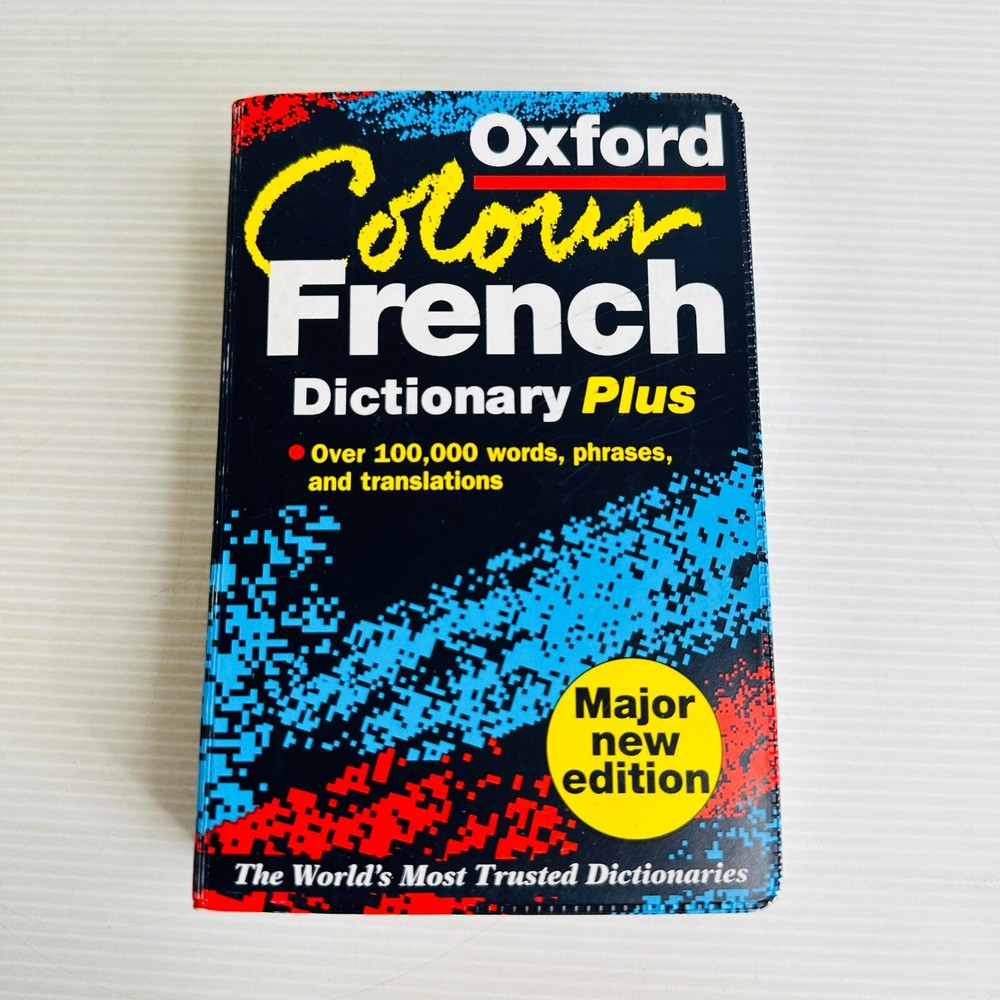 Oxford
Colour
French
Dictionary Plus
Over 100,000 words, phrases,
and translations
Major
new
edition
The World's Most Trusted Dictionaries